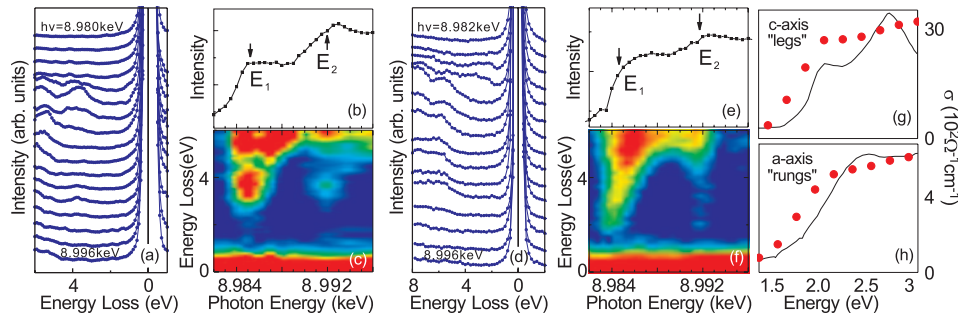 hν=8.980keV
Intensity (arb. units)
8.996keV
(a)
6 4 2 0
Energy Loss (eV)
Intensity
E1
E2
(b)
Energy Loss(eV)
4
0
(c)
8.984 8.992
Photon Energy (keV)
hν=8.982keV
Intensity (arb. units)
8.996keV
(d)
8 6 4 2 0
Energy Loss (eV)
Intensity
E1
E2
(e)
Energy Loss(eV)
4
0
(f)
8.984 8.992
Photon Energy (keV)
c-axis
"legs"
30
(g)
0
a-axis
"rungs"
4
(h)
0
σ (10²Ω⁻¹cm⁻¹)
1.5 2.0 2.5 3
Energy (eV)